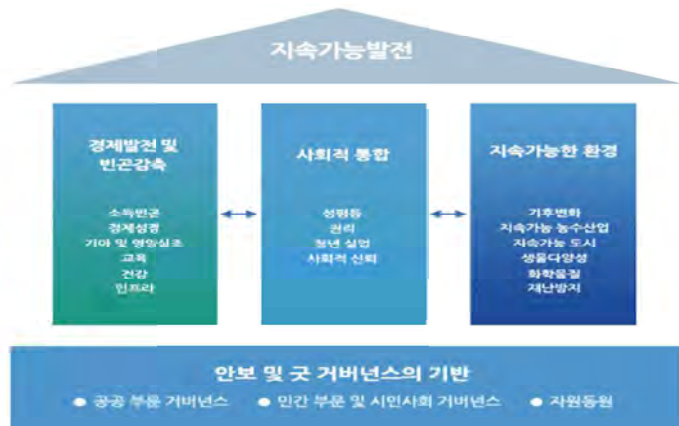 지속가능발전
경제발전 및
빈곤감축
소득빈곤
경제성장
기아 및 영양실조
교육
건강
인프라
사회적 통합
성평등
권리
청년 실업
사회적 신뢰
지속가능한 환경
기후변화
지속가능 농수산업
지속가능 도시
생물다양성
화학물질
재난방지
안보 및 굿 거버넌스의 기반
● 공공 부문 거버넌스 ● 민간 부문 및 시민사회 거버넌스 ● 자원동원